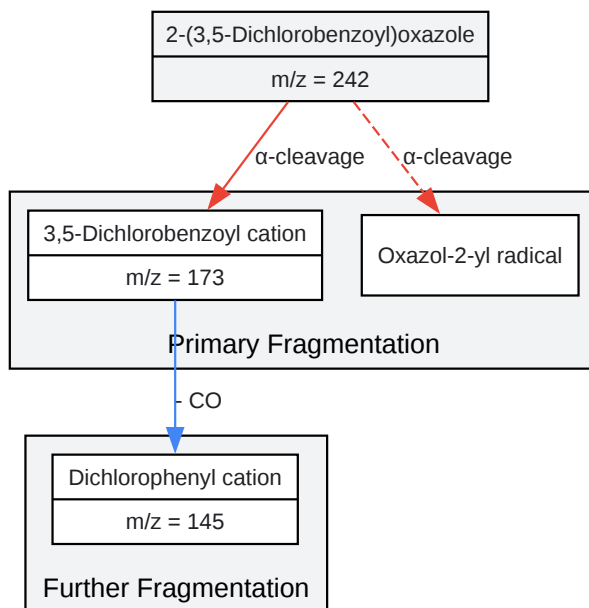 2-(3,5-Dichlorobenzoyl)oxazole
m/z = 242
α-cleavage
α-cleavage
3,5-Dichlorobenzoyl cation
m/z = 173
Oxazol-2-yl radical
Primary Fragmentation
- CO
Dichlorophenyl cation
m/z = 145
Further Fragmentation